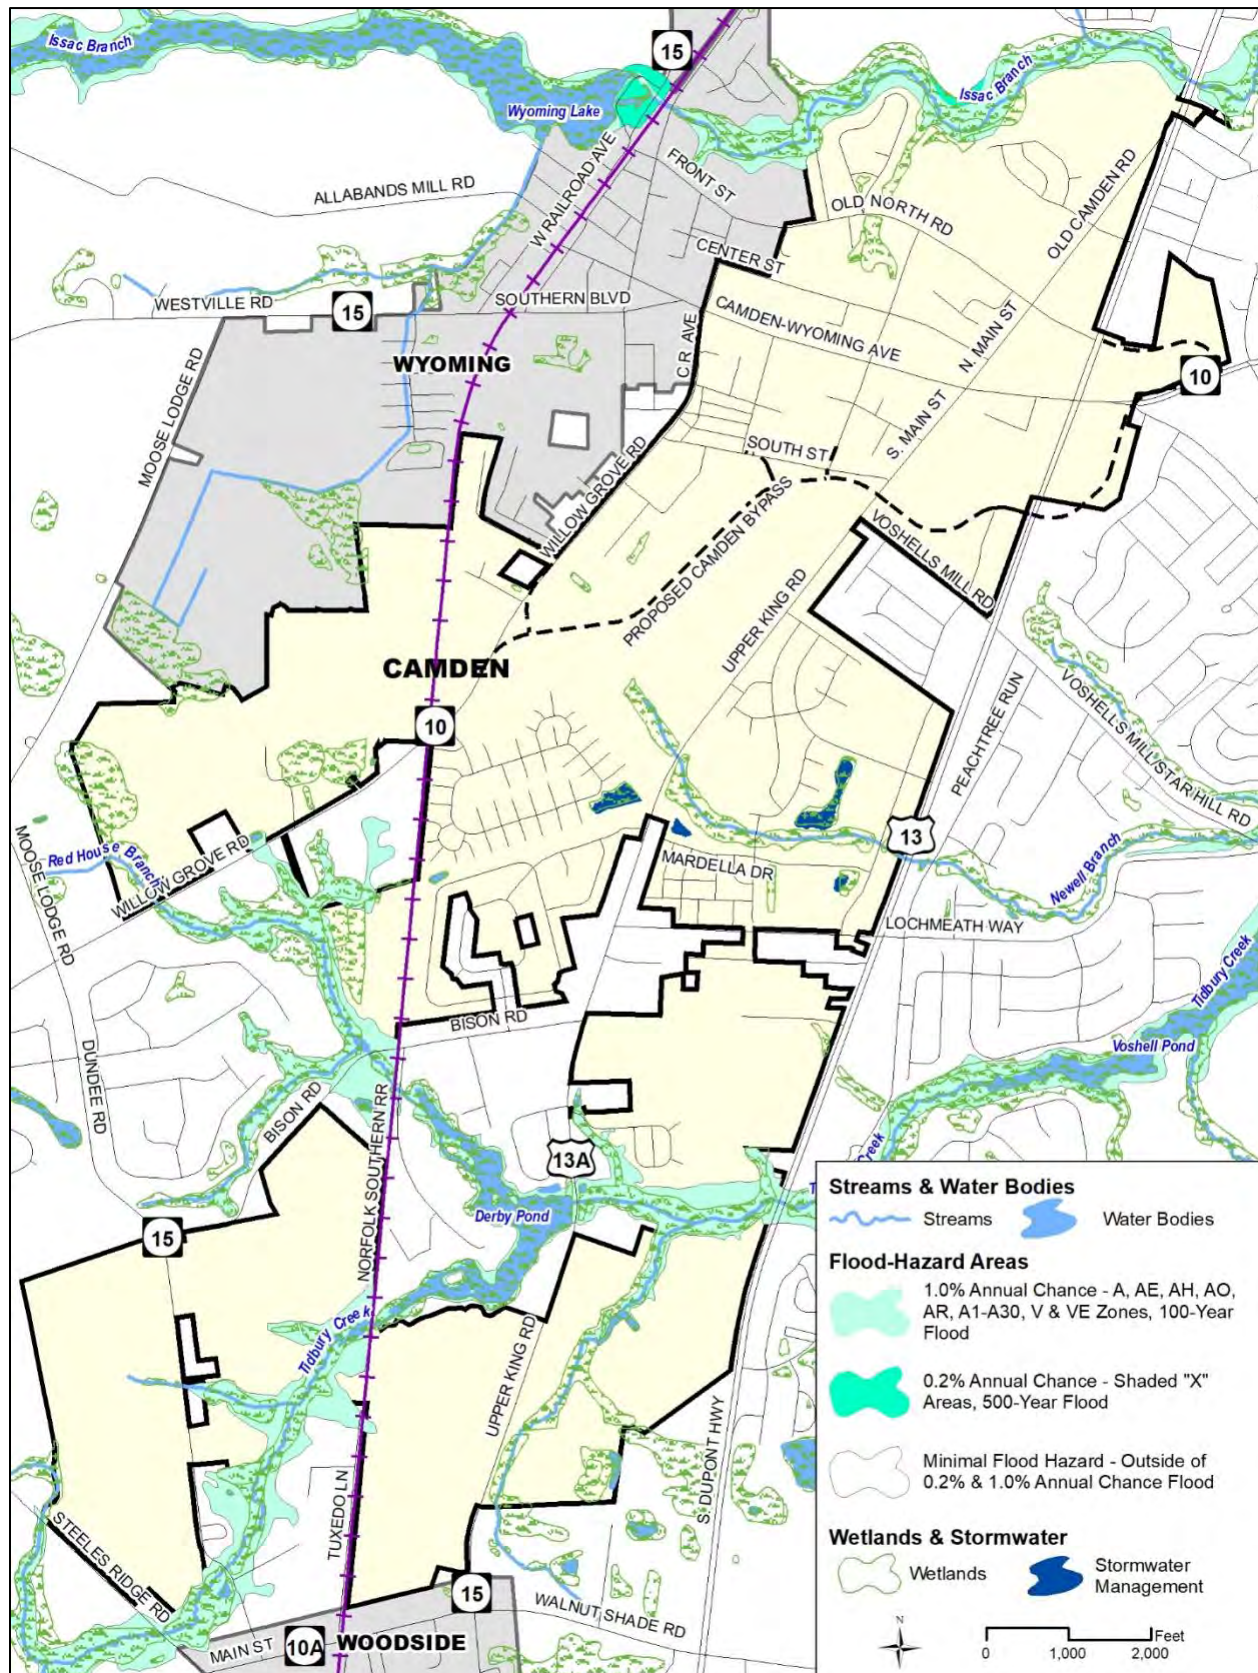 Issac Branch
15
Wyoming Lake
Issac Branch
ALLABANDS MILL RD
W RAILROAD AVE
FRONT ST
OLD NORTH RD
OLD CAMDEN RD
CENTER ST
WESTVILLE RD
15
SOUTHERN BLVD
CAMDEN-WYOMING AVE
N. MAIN ST
C R AVE
WYOMING
10
MOOSE LODGE RD
S. MAIN ST
SOUTH ST
WILLOW GROVE RD
PROPOSED CAMDEN BYPASS
VOSHELLS MILL RD
UPPER KING RD
CAMDEN
10
PEACHTREE RUN
VOSHELLS MILL/STAR HILL RD
13
MOOSE LODGE RD
Red House Branch
WILLOW GROVE RD
MARDELLA DR
Newell Branch
LOCHMEATH WAY
Tidbury Creek
BISON RD
Voshell Pond
DUNDEE RD
BISON RD
NORFOLK SOUTHERN RR
13A
Creek
T
15
Derby Pond
Tidbury Creek
UPPER KING RD
S. DUPONT HWY
TUXEDO LN
STEELES RIDGE RD
15
WALNUT SHADE RD
MAIN ST
10A
WOODSIDE
Streams & Water Bodies
Streams
Water Bodies
Flood-Hazard Areas
1.0% Annual Chance - A, AE, AH, AO,
AR, A1-A30, V & VE Zones, 100-Year
Flood
0.2% Annual Chance - Shaded "X"
Areas, 500-Year Flood
Minimal Flood Hazard - Outside of
0.2% & 1.0% Annual Chance Flood
Wetlands & Stormwater
Wetlands
Stormwater
Management
N
Feet
0 1,000 2,000